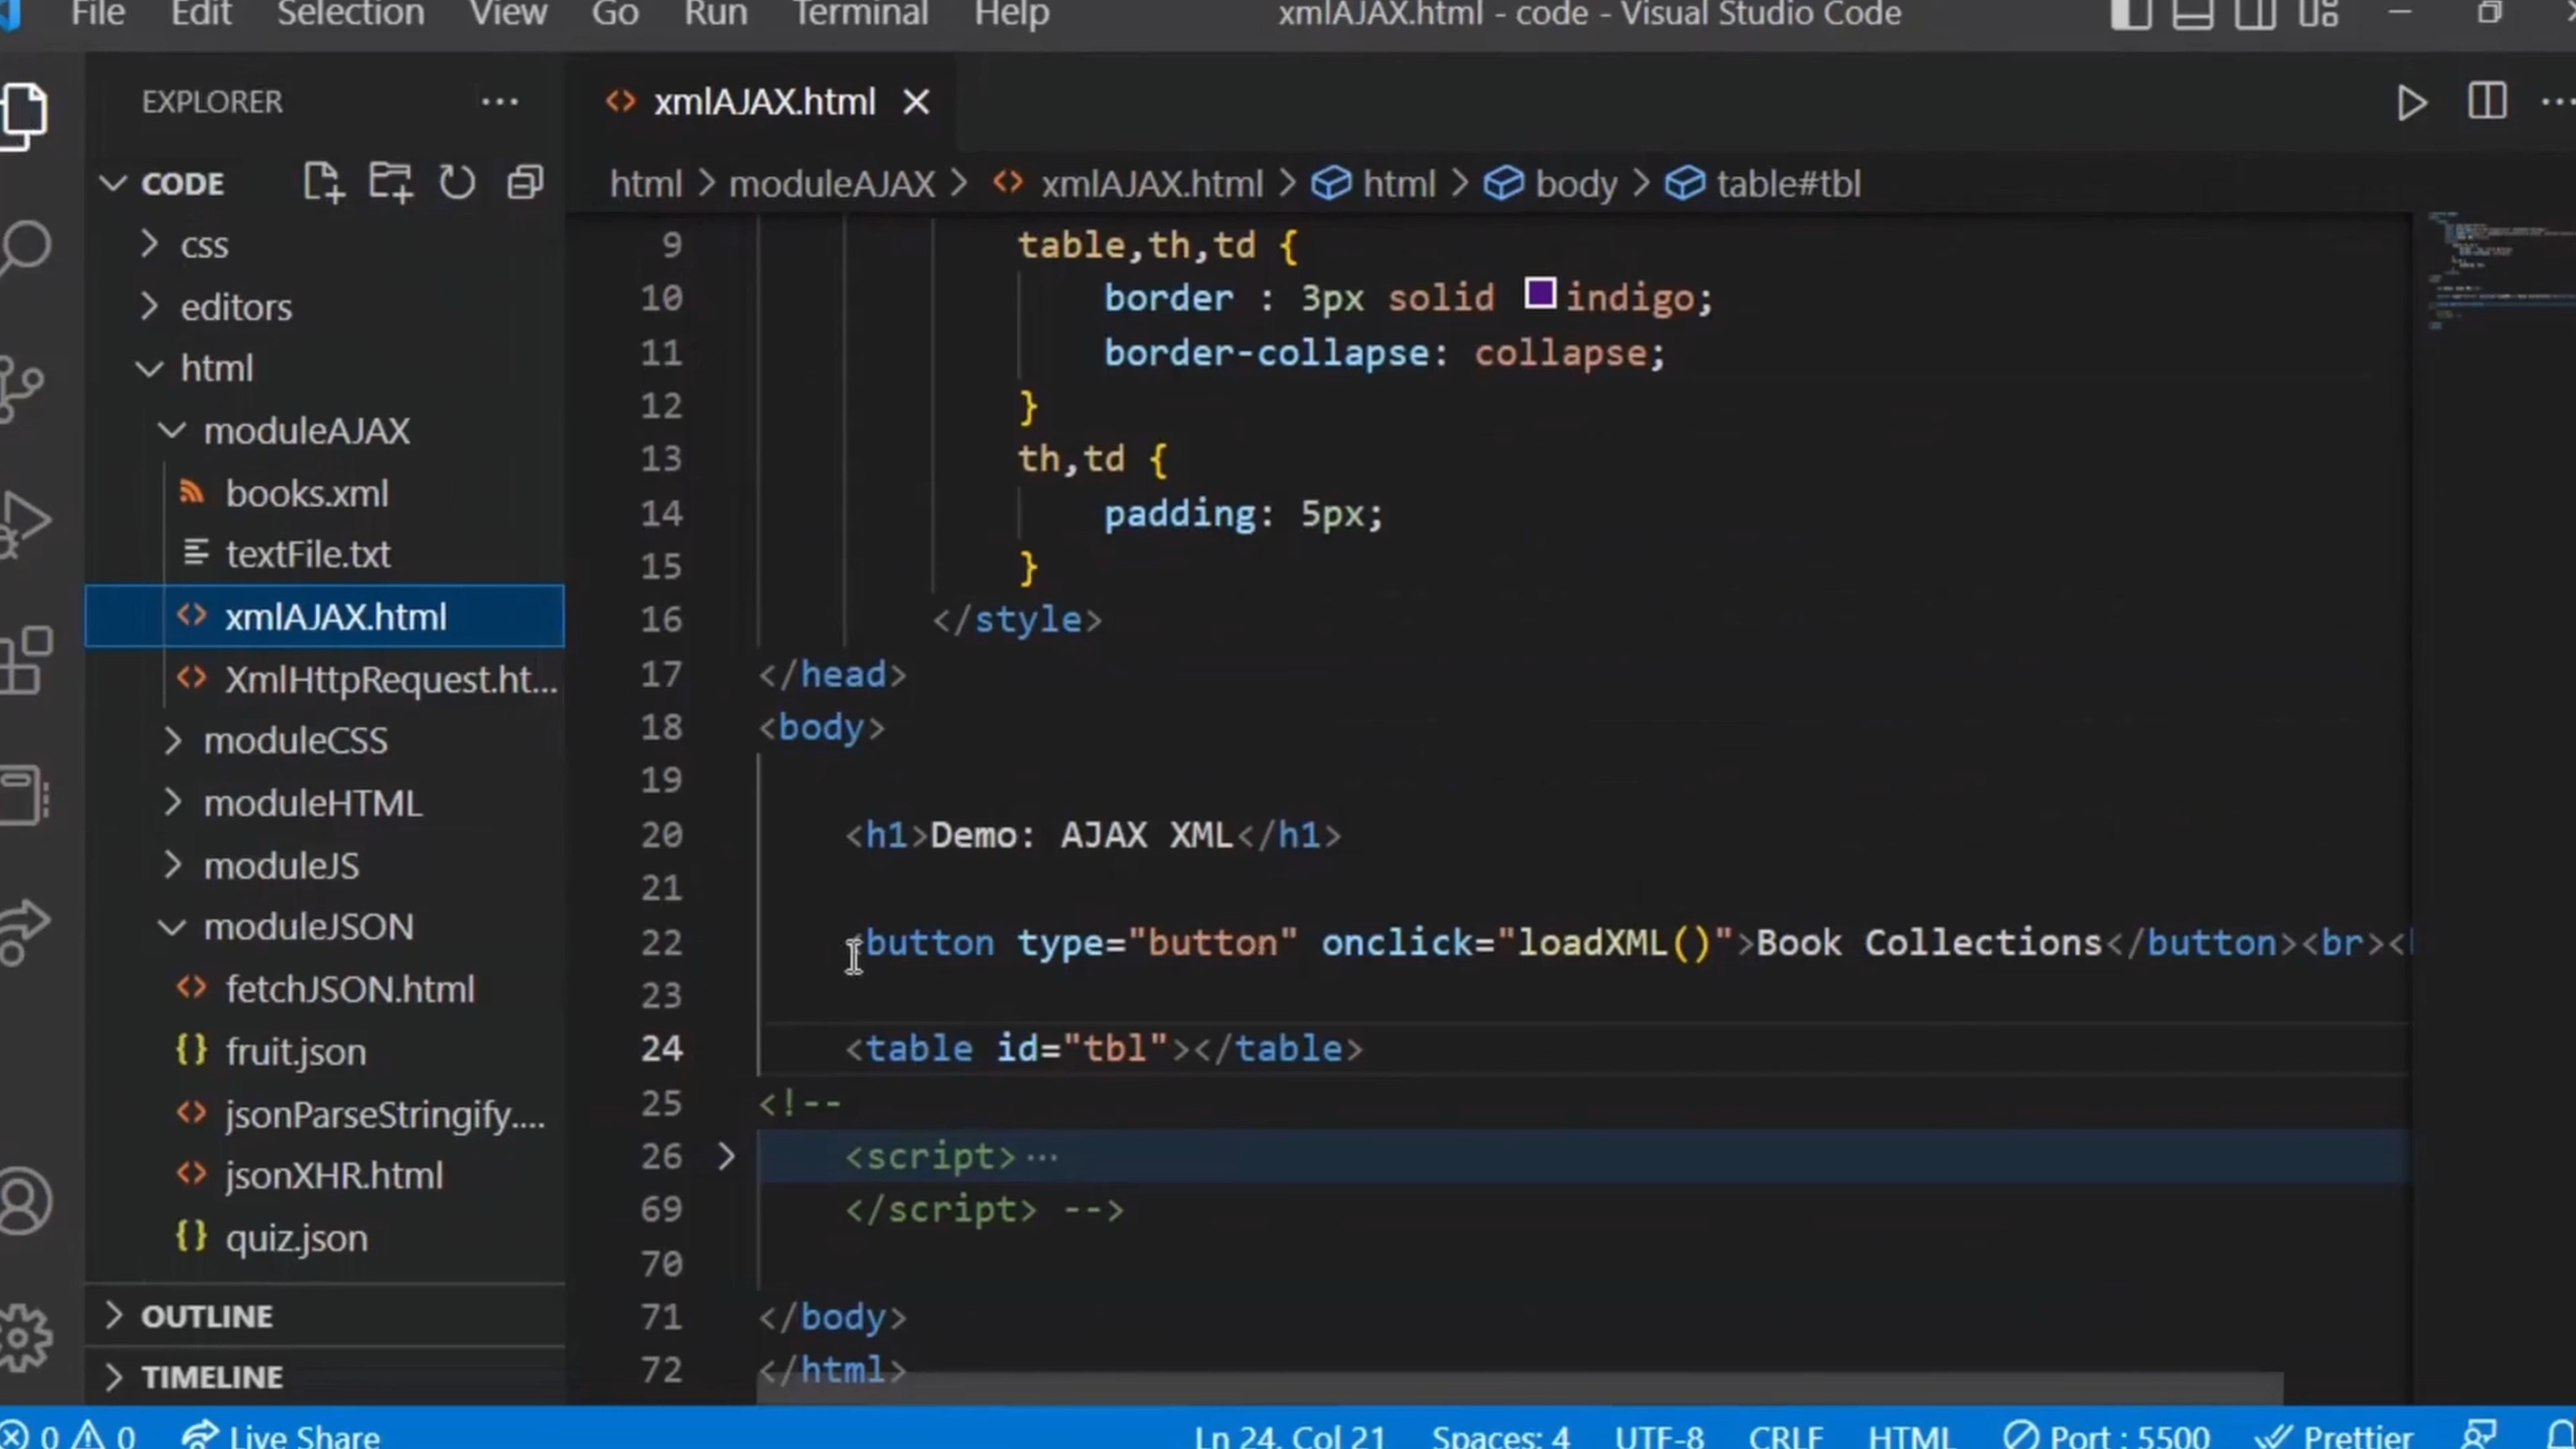 File Edit Selection View Go Run Terminal Help xmlAJAX.html - code - Visual Studio Code
EXPLORER
CODE
css
editors
html
moduleAJAX
books.xml
textFile.txt
xmlAJAX.html
XmlHttpRequest.ht...
moduleCSS
moduleHTML
moduleJS
moduleJSON
fetchJSON.html
fruit.json
jsonParseStringify....
jsonXHR.html
quiz.json
OUTLINE
TIMELINE
xmlAJAX.html
html > moduleAJAX > xmlAJAX.html > html > body > table#tbl
9 table,th,td {
10 border : 3px solid indigo;
11 border-collapse: collapse;
12 }
13 th,td {
14 padding: 5px;
15 }
16 </style>
17 </head>
18 <body>
19
20 <h1>Demo: AJAX XML</h1>
21
22 <button type="button" onclick="loadXML()">Book Collections</button><br><
23
24 <table id="tbl"></table>
25 <!--
26 <script>...
69 </script> -->
70
71 </body>
72 </html>
0 0 Live Share Ln 24, Col 21 Spaces: 4 UTF-8 CRLF HTML Port : 5500 Prettier